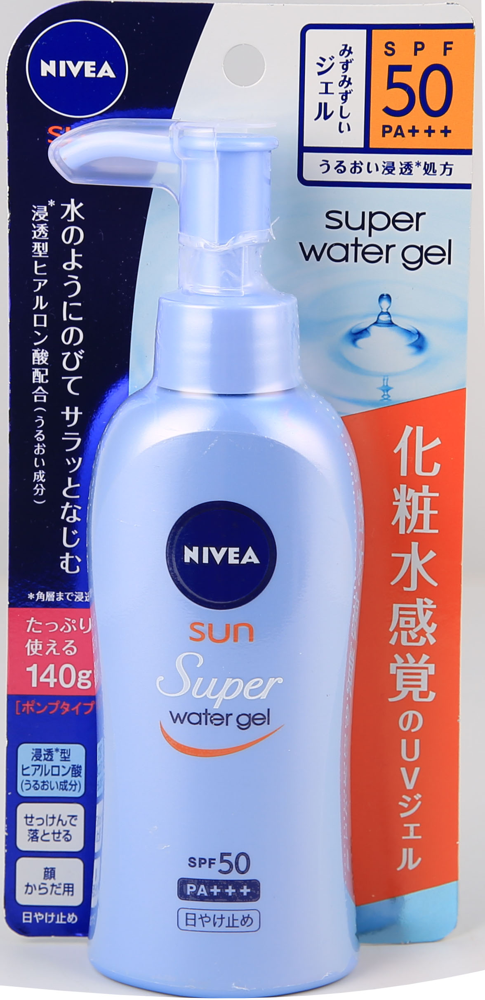 NIVEA
みずみずしい
ジェル
SPF
50
PA+++
うるおい浸透*処方
super
water gel
水のようにのびて サラッとなじむ
浸透*型ヒアルロン酸配合(うるおい成分)
*角層まで浸透
たっぷり
使える
140g
[ポンプタイプ
浸透*型
ヒアルロン酸
(うるおい成分)
せっけんで
落とせる
顔
からだ用
日やけ止め
化粧水感覚のUVジェル
NIVEA
sun
Super
water gel
SPF50
PA+++
日やけ止め